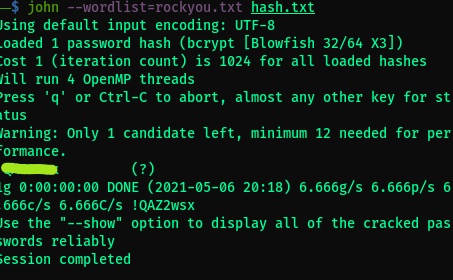 $ john --wordlist=rockyou.txt hash.txt
Using default input encoding: UTF-8
Loaded 1 password hash (bcrypt [Blowfish 32/64 X3])
Cost 1 (iteration count) is 1024 for all loaded hashes
Will run 4 OpenMP threads
Press 'q' or Ctrl-C to abort, almost any other key for st
atus
Warning: Only 1 candidate left, minimum 12 needed for per
formance.
(?)
1g 0:00:00:00 DONE (2021-05-06 20:18) 6.666g/s 6.666p/s 6
.666c/s 6.666C/s !QAZ2wsx
Use the "--show" option to display all of the cracked pas
swords reliably
Session completed